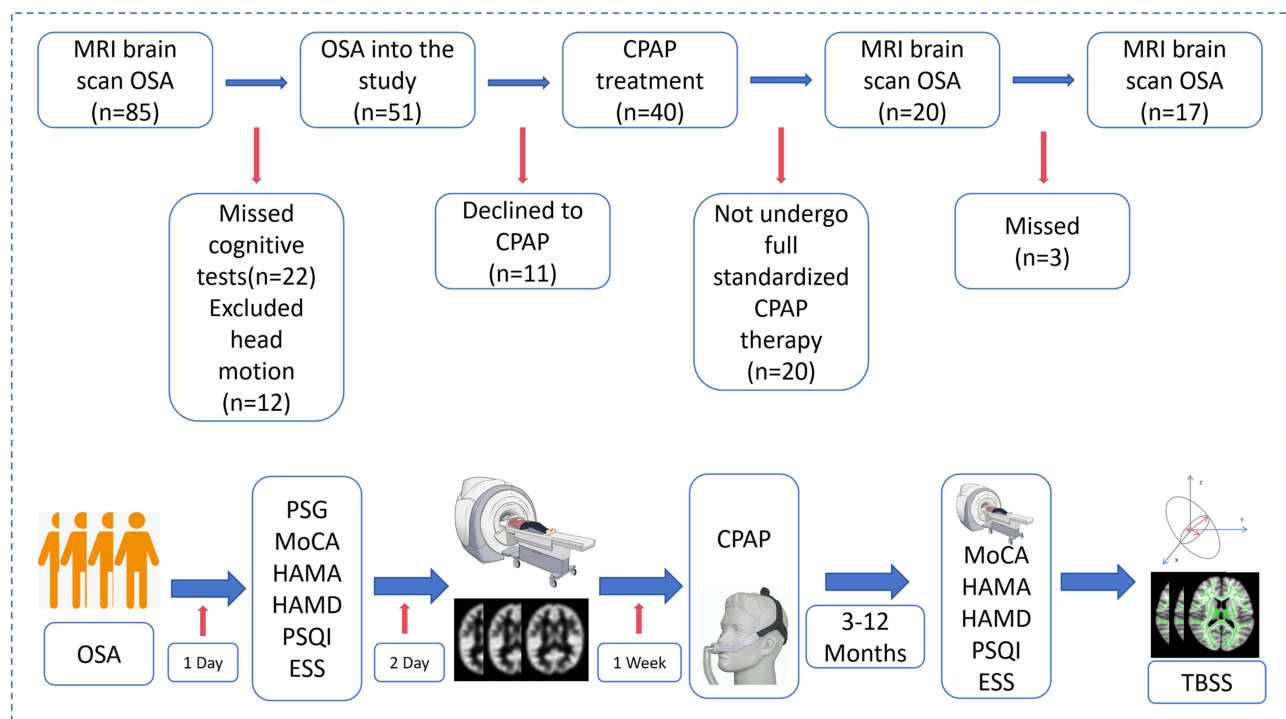 MRI brain
scan OSA
(n=85)
OSA into the
study
(n=51)
CPAP
treatment
(n=40)
MRI brain
scan OSA
(n=20)
MRI brain
scan OSA
(n=17)
Missed
cognitive
tests(n=22)
Excluded
head
motion
(n=12)
Declined to
CPAP
(n=11)
Not undergo
full
standardized
CPAP
therapy
(n=20)
Missed
(n=3)
OSA
1 Day
PSG
MoCA
HAMA
HAMD
PSQI
ESS
2 Day
1 Week
CPAP
3-12
Months
MoCA
HAMA
HAMD
PSQI
ESS
Z
Y
X
TBSS